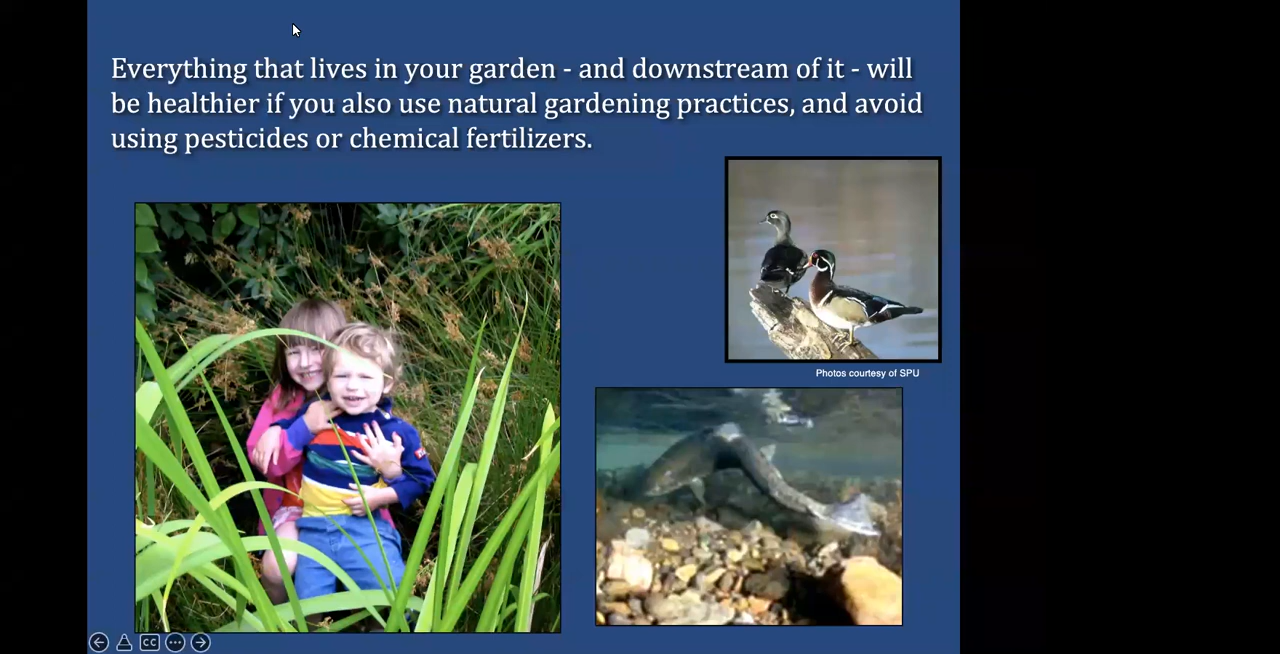 Everything that lives in your garden - and downstream of it - will
be healthier if you also use natural gardening practices, and avoid
using pesticides or chemical fertilizers.
Photos courtesy of SPU
CC